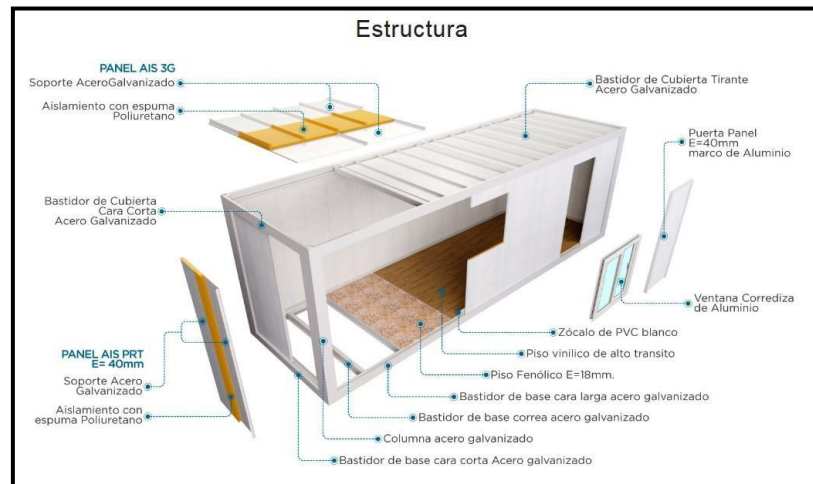 Estructura
PANEL AIS 3G
Soporte AceroGalvanizado
Aislamiento con espuma
Poliuretano
Bastidor de Cubierta
Cara Corta
Acero Galvanizado
PANEL AIS PRT
E= 40mm
Soporte Acero
Galvanizado
Aislamiento con
espuma Poliuretano
Bastidor de Cubierta Tirante
Acero Galvanizado
Puerta Panel
E=40mm
marco de Aluminio
Ventana Corrediza
de Aluminio
Zócalo de PVC blanco
Piso vinilico de alto transito
Piso Fenólico E=18mm.
Bastidor de base cara larga acero galvanizado
Bastidor de base correa acero galvanizado
Columna acero galvanizado
Bastidor de base cara corta Acero galvanizado